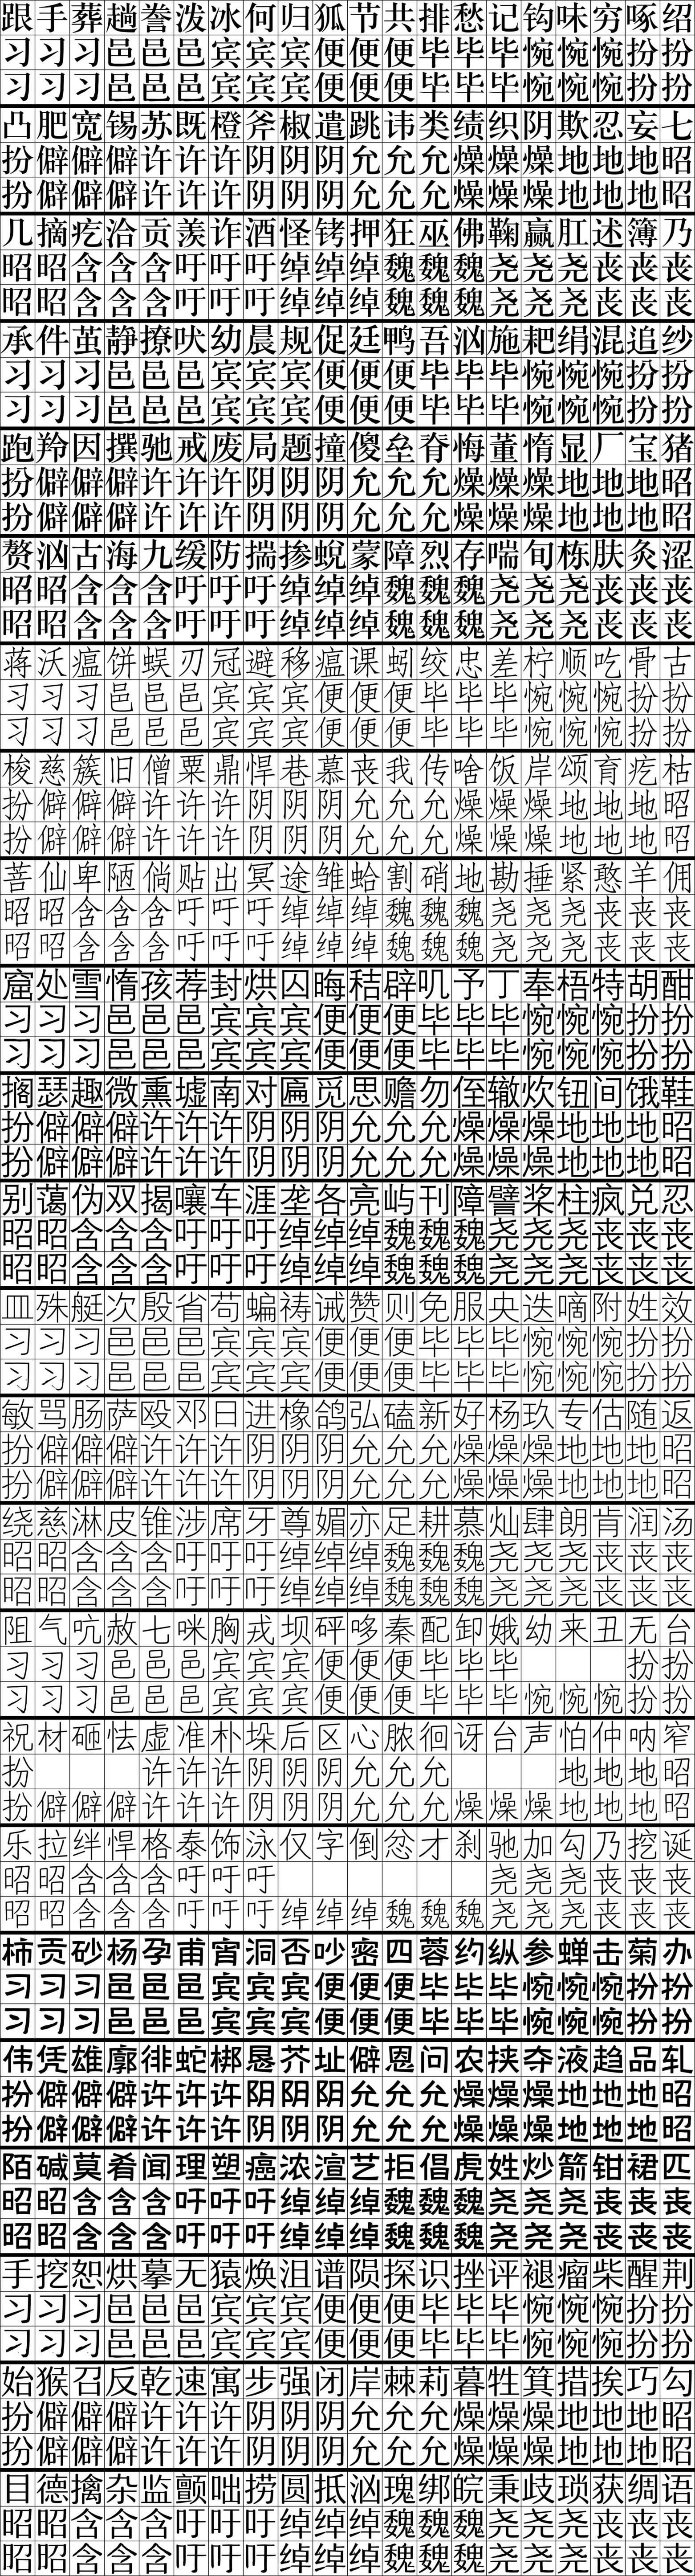 跟手葬趟誊泼冰何归狐节共排愁记钩味穷啄绍
习习习邑邑邑宾宾宾便便便毕毕毕惋惋惋扮扮
习习习邑邑邑宾宾宾便便便毕毕毕惋惋惋扮扮
凸肥宽锡苏既橙斧椒遣跳讳类绩织阴欺忍妄七
扮僻僻僻许许许阴阴阴允允允燥燥燥地地地昭
扮僻僻僻许许许阴阴阴允允允燥燥燥地地地昭
几摘疙洽贡羡诈酒怪铐押狂巫佛鞠赢肛述簿乃
昭昭含含含吁吁吁绰绰绰魏魏魏尧尧尧丧丧丧
昭昭含含含吁吁吁绰绰绰魏魏魏尧尧尧丧丧丧
承件茧静撩吠幼晨规促廷鸭吾汹施耙绢混追纱
习习习邑邑邑宾宾宾便便便毕毕毕惋惋惋扮扮
习习习邑邑邑宾宾宾便便便毕毕毕惋惋惋扮扮
跑羚因撰驰戒废局题撞傻垒脊悔董惰显厂宝猪
扮僻僻僻许许许阴阴阴允允允燥燥燥地地地昭
扮僻僻僻许许许阴阴阴允允允燥燥燥地地地昭
赘汹古海九缓防揣掺蜕蒙障烈存喘旬栋肤灸涩
昭昭含含含吁吁吁绰绰绰魏魏魏尧尧尧丧丧丧
昭昭含含含吁吁吁绰绰绰魏魏魏尧尧尧丧丧丧
蒋沃瘟饼蜈刃冠避移瘟课蚓绞忠差柠顺吃骨古
习习习邑邑邑宾宾宾便便便毕毕毕惋惋惋扮扮
习习习邑邑邑宾宾宾便便便毕毕毕惋惋惋扮扮
梭慈簇旧僧粟鼎悍巷慕丧我传啥饭岸颂育疙枯
扮僻僻僻许许许阴阴阴允允允燥燥燥地地地昭
扮僻僻僻许许许阴阴阴允允允燥燥燥地地地昭
菩仙卑陋倘贴出冥途雏蛤割硝地勘捶紧憨羊佣
昭昭含含含吁吁吁绰绰绰魏魏魏尧尧尧丧丧丧
昭昭含含含吁吁吁绰绰绰魏魏魏尧尧尧丧丧丧
窟处雪惰孩荐封烘囚晦秸辟叽予丁奉梧特胡酣
习习习邑邑邑宾宾宾便便便毕毕毕惋惋惋扮扮
习习习邑邑邑宾宾宾便便便毕毕毕惋惋惋扮扮
搁瑟趣微熏墟南对匾觅思赡勿侄辙炊钮间饿鞋
扮僻僻僻许许许阴阴阴允允允燥燥燥地地地昭
扮僻僻僻许许许阴阴阴允允允燥燥燥地地地昭
别蔼伪双揭嚷车涯垄各亮屿刊障譬桨柱疯兑忍
昭昭含含含吁吁吁绰绰绰魏魏魏尧尧尧丧丧丧
昭昭含含含吁吁吁绰绰绰魏魏魏尧尧尧丧丧丧
皿殊艇次殷省苟蝙祷诫赞则免服央迭嘀附姓效
习习习邑邑邑宾宾宾便便便毕毕毕惋惋惋扮扮
习习习邑邑邑宾宾宾便便便毕毕毕惋惋惋扮扮
敏骂肠萨殴邓日进橡鸽弘磕新好杨玖专估随返
扮僻僻僻许许许阴阴阴允允允燥燥燥地地地昭
扮僻僻僻许许许阴阴阴允允允燥燥燥地地地昭
绕慈淋皮锥涉席牙尊媚亦足耕慕灿肆朗肯润汤
昭昭含含含吁吁吁绰绰绰魏魏魏尧尧尧丧丧丧
昭昭含含含吁吁吁绰绰绰魏魏魏尧尧尧丧丧丧
阻气吭赦七咪胸戎坝砰哆秦配卸娥幼来丑无台
习习习邑邑邑宾宾宾便便便毕毕毕扮扮
习习习邑邑邑宾宾宾便便便毕毕毕惋惋惋扮扮
祝材砸怯虚准朴垛后区心脓徊讶台声怕仲呐窄
扮许许许阴阴阴允允允地地地昭
扮僻僻僻许许许阴阴阴允允允燥燥燥地地地昭
乐拉绊悍格泰饰泳仅字倒忿才刹驰加勾乃挖诞
昭昭含含含吁吁吁尧尧尧丧丧丧
昭昭含含含吁吁吁绰绰绰魏魏魏尧尧尧丧丧丧
柿贡砂杨孕甫宵洞否吵密四蓉约纵参蝉击菊办
习习习邑邑邑宾宾宾便便便毕毕毕惋惋惋扮扮
习习习邑邑邑宾宾宾便便便毕毕毕惋惋惋扮扮
伟凭雄廓徘蛇梆恳芥址僻恩问农挟夺液趋品轧
扮僻僻僻许许许阴阴阴允允允燥燥燥地地地昭
扮僻僻僻许许许阴阴阴允允允燥燥燥地地地昭
陌碱莫肴闻理塑癌浓渲艺拒倡虎姓炒箭钳裙匹
昭昭含含含吁吁吁绰绰绰魏魏魏尧尧尧丧丧丧
昭昭含含含吁吁吁绰绰绰魏魏魏尧尧尧丧丧丧
手挖恕烘摹无猿焕沮谱陨探识挫评褪瘤柴醒荆
习习习邑邑邑宾宾宾便便便毕毕毕惋惋惋扮扮
习习习邑邑邑宾宾宾便便便毕毕毕惋惋惋扮扮
始猴召反乾速寓步强闭岸棘莉暮牲箕措挨巧勾
扮僻僻僻许许许阴阴阴允允允燥燥燥地地地昭
扮僻僻僻许许许阴阴阴允允允燥燥燥地地地昭
目德擒杂监颤咄捞圆抵汹瑰绑皖秉歧琐获绸语
昭昭含含含吁吁吁绰绰绰魏魏魏尧尧尧丧丧丧
昭昭含含含吁吁吁绰绰绰魏魏魏尧尧尧丧丧丧